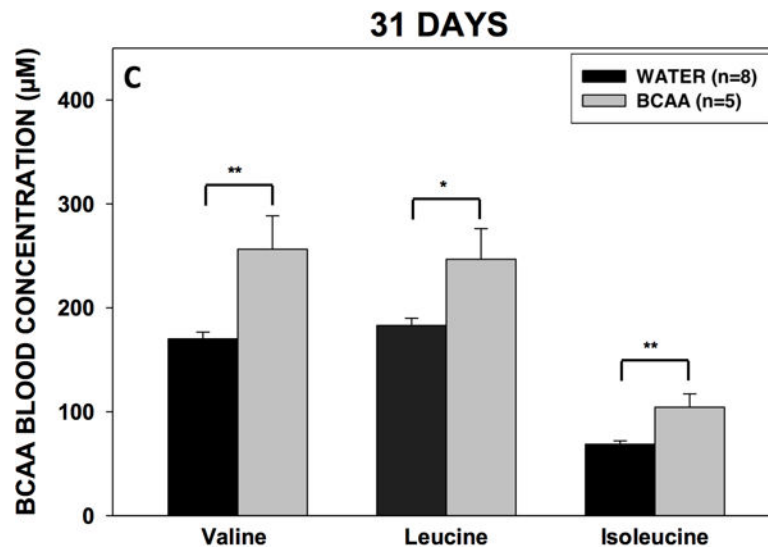 31 DAYS
C
WATER (n=8)
BCAA (n=5)
BCAA BLOOD CONCENTRATION (µM)
400
300
200
100
0
**
*
**
Valine Leucine Isoleucine